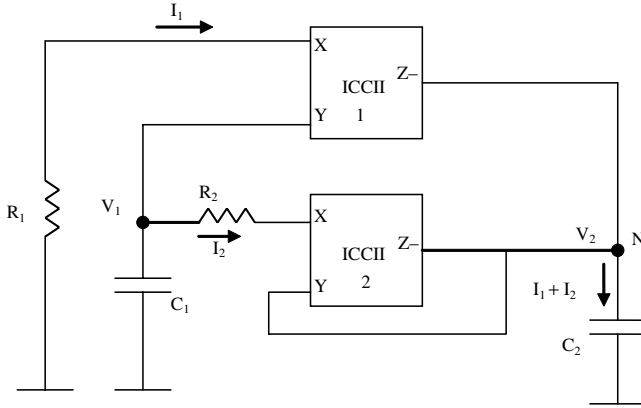 I₁
X
ICCII
1
Z–
Y
R₁
V₁
R₂
I₂
X
ICCII
2
Z–
Y
V₂
N
I₁ + I₂
C₁
C₂